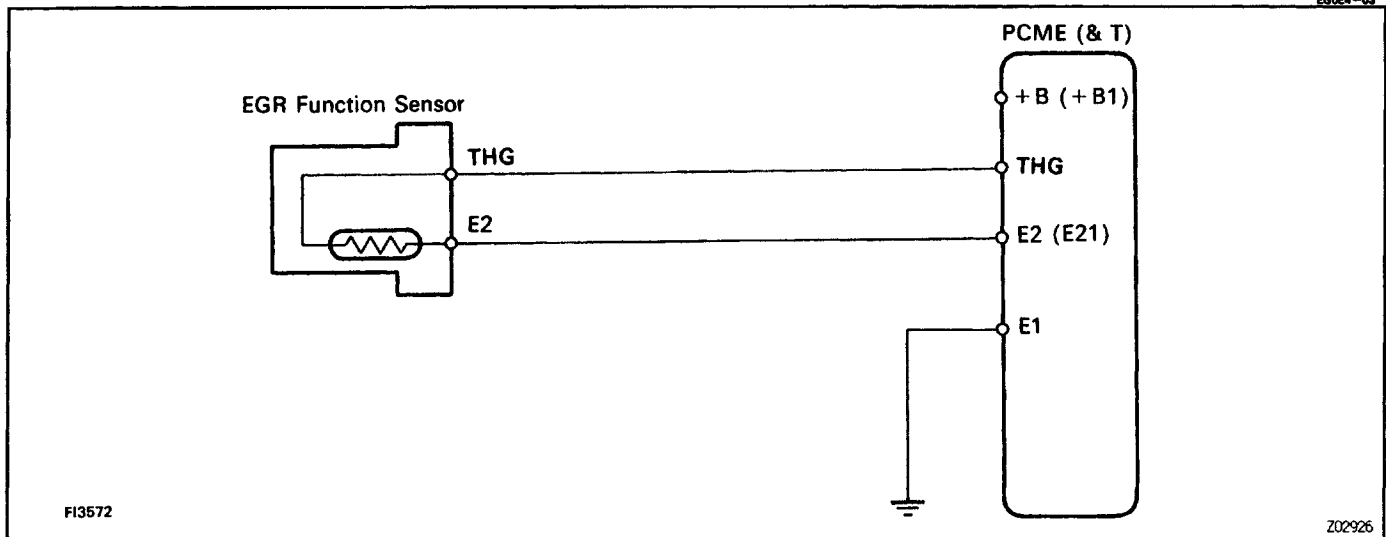 PCME (& T)
+B (+B1)
EGR Function Sensor
THG
THG
E2
E2 (E21)
E1
FI3572
Z02926